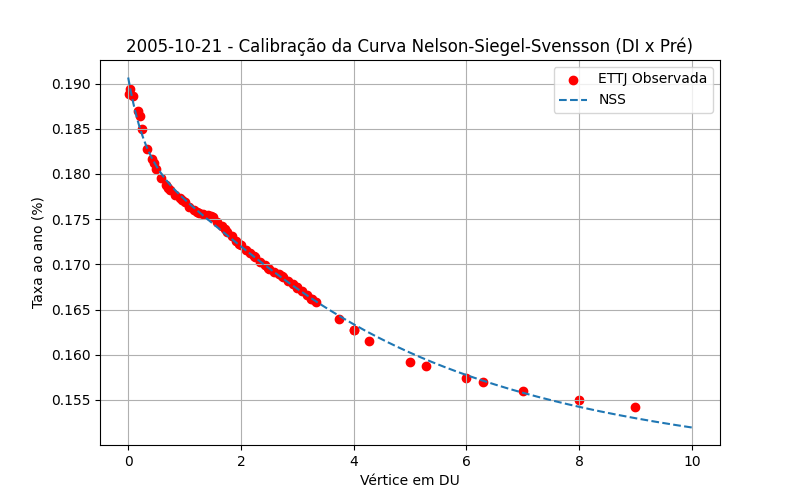 2005-10-21 - Calibração da Curva Nelson-Siegel-Svensson (DI x Pré)
ETTJ Observada
NSS
Taxa ao ano (%)
0.190
0.185
0.180
0.175
0.170
0.165
0.160
0.155
0 2 4 6 8 10
Vértice em DU